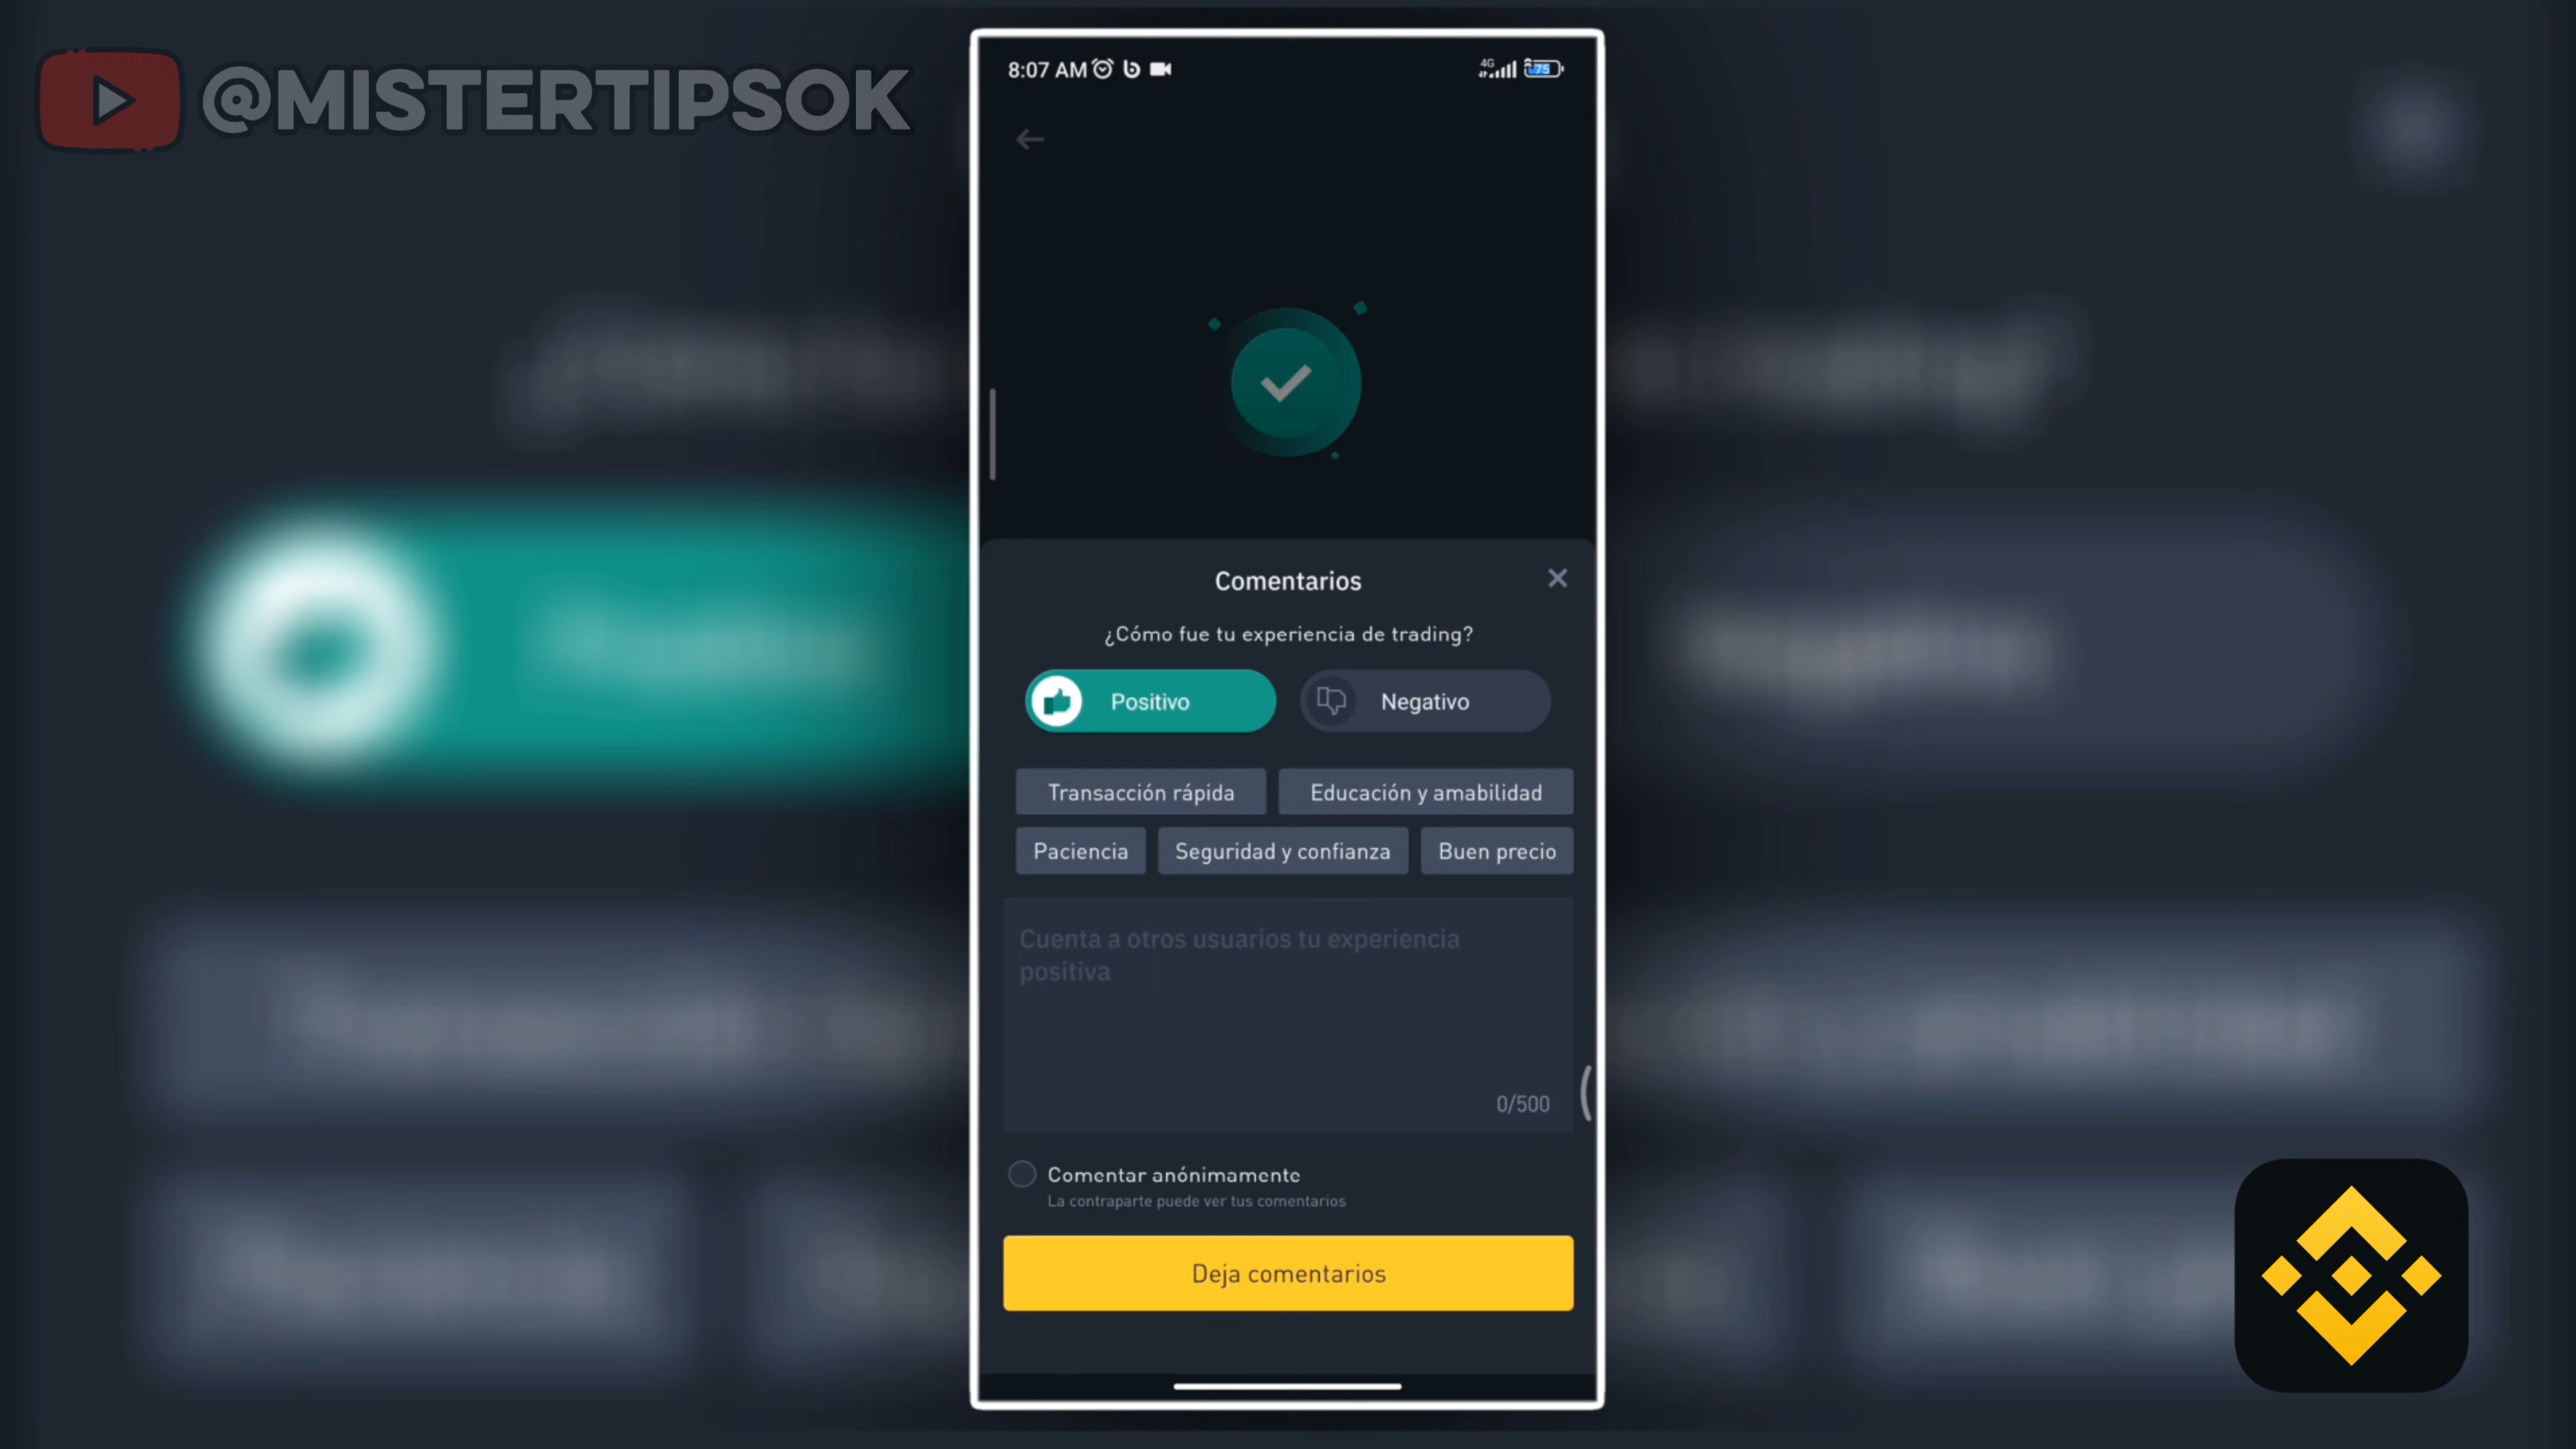 @MISTERTIPSOK
8:07 AM
4G
75
Comentarios
¿Cómo fue tu experiencia de trading?
Positivo
Negativo
Transacción rápida
Educación y amabilidad
Paciencia
Seguridad y confianza
Buen precio
Cuenta a otros usuarios tu experiencia
positiva
0/500
Comentar anónimamente
La contraparte puede ver tus comentarios
Deja comentarios